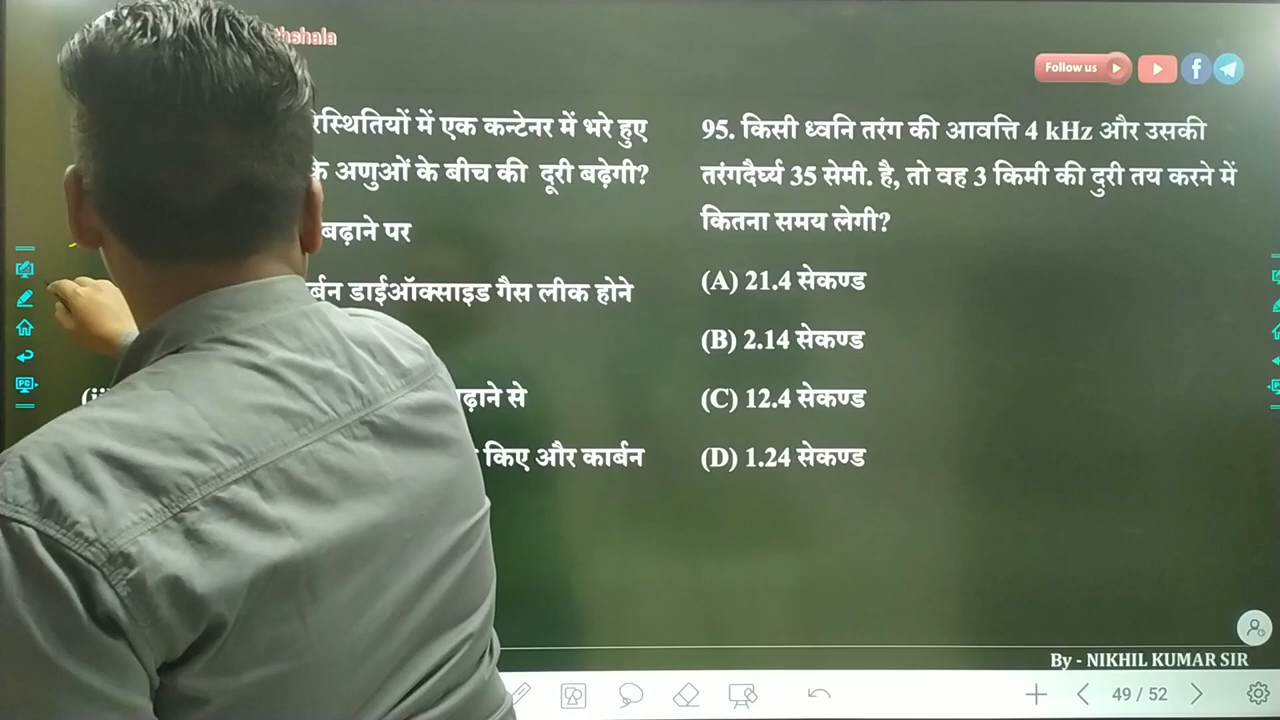 Follow us
रिस्थितियों में एक कन्टेनर में भरे हुए
के अणुओं के बीच की दूरी बढ़ेगी?
बढ़ाने पर
र्बन डाईऑक्साइड गैस लीक होने
ढ़ाने से
किए और कार्बन
95. किसी ध्वनि तरंग की आवत्ति 4 kHz और उसकी
तरंगदैर्घ्य 35 सेमी. है, तो वह 3 किमी की दुरी तय करने में
कितना समय लेगी?
(A) 21.4 सेकण्ड
(B) 2.14 सेकण्ड
(C) 12.4 सेकण्ड
(D) 1.24 सेकण्ड
By - NIKHIL KUMAR SIR
49 / 52